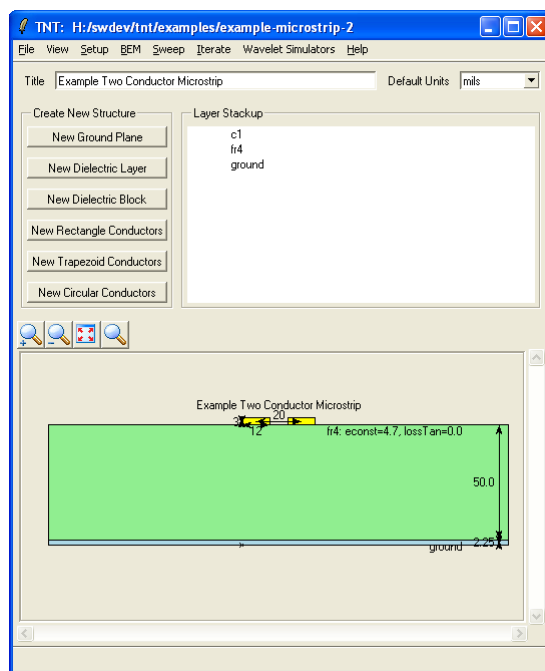 TNT: H:/swdev/tnt/examples/example-microstrip-2
File View Setup BEM Sweep Iterate Wavelet Simulators Help
Title Example Two Conductor Microstrip Default Units mils
Create New Structure
Layer Stackup
New Ground Plane
New Dielectric Layer
New Dielectric Block
New Rectangle Conductors
New Trapezoid Conductors
New Circular Conductors
c1
fr4
ground
Example Two Conductor Microstrip
20
3
12
fr4: econst=4.7, lossTan=0.0
50.0
2.25
ground